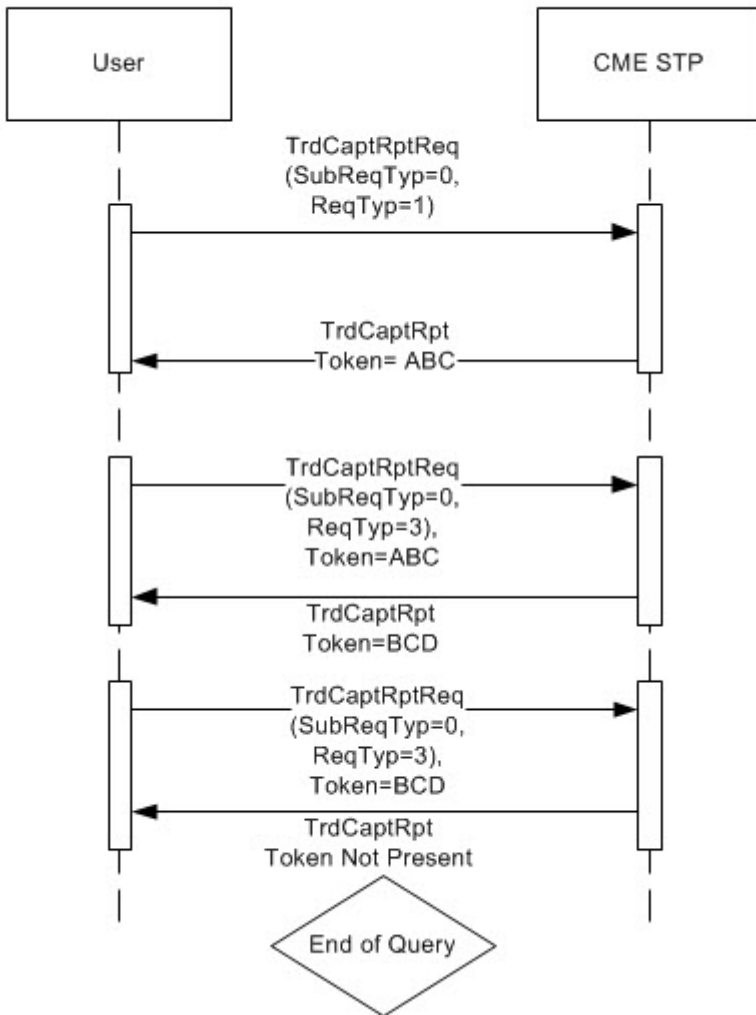 User
CME STP
TrdCaptRptReq
(SubReqTyp=0,
ReqTyp=1)
TrdCaptRpt
Token= ABC
TrdCaptRptReq
(SubReqTyp=0,
ReqTyp=3),
Token=ABC
TrdCaptRpt
Token=BCD
TrdCaptRptReq
(SubReqTyp=0,
ReqTyp=3),
Token=BCD
TrdCaptRpt
Token Not Present
End of Query